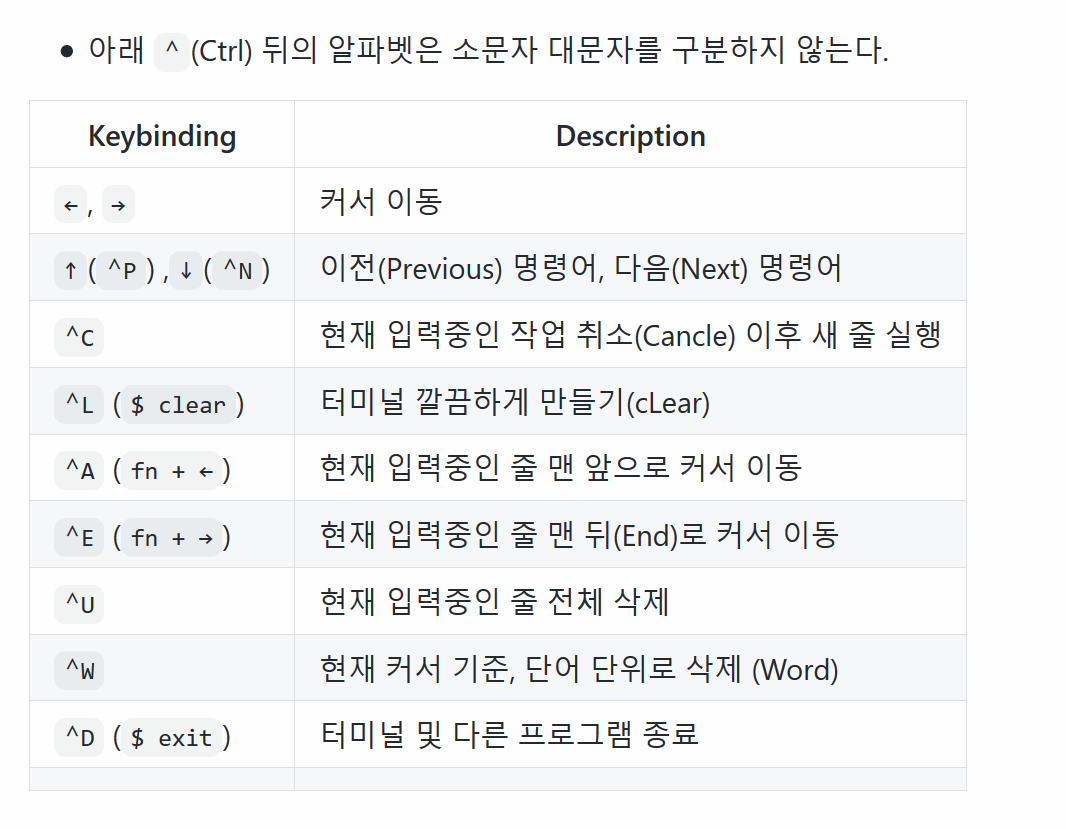 • 아래 ^(Ctrl) 뒤의 알파벳은 소문자 대문자를 구분하지 않는다.
Keybinding Description
←, → 커서 이동
↑(^P) ,↓(^N) 이전(Previous) 명령어, 다음(Next) 명령어
^C 현재 입력중인 작업 취소(Cancle) 이후 새 줄 실행
^L ($ clear) 터미널 깔끔하게 만들기(cLear)
^A (fn + ←) 현재 입력중인 줄 맨 앞으로 커서 이동
^E (fn + →) 현재 입력중인 줄 맨 뒤(End)로 커서 이동
^U 현재 입력중인 줄 전체 삭제
^W 현재 커서 기준, 단어 단위로 삭제 (Word)
^D ($ exit) 터미널 및 다른 프로그램 종료